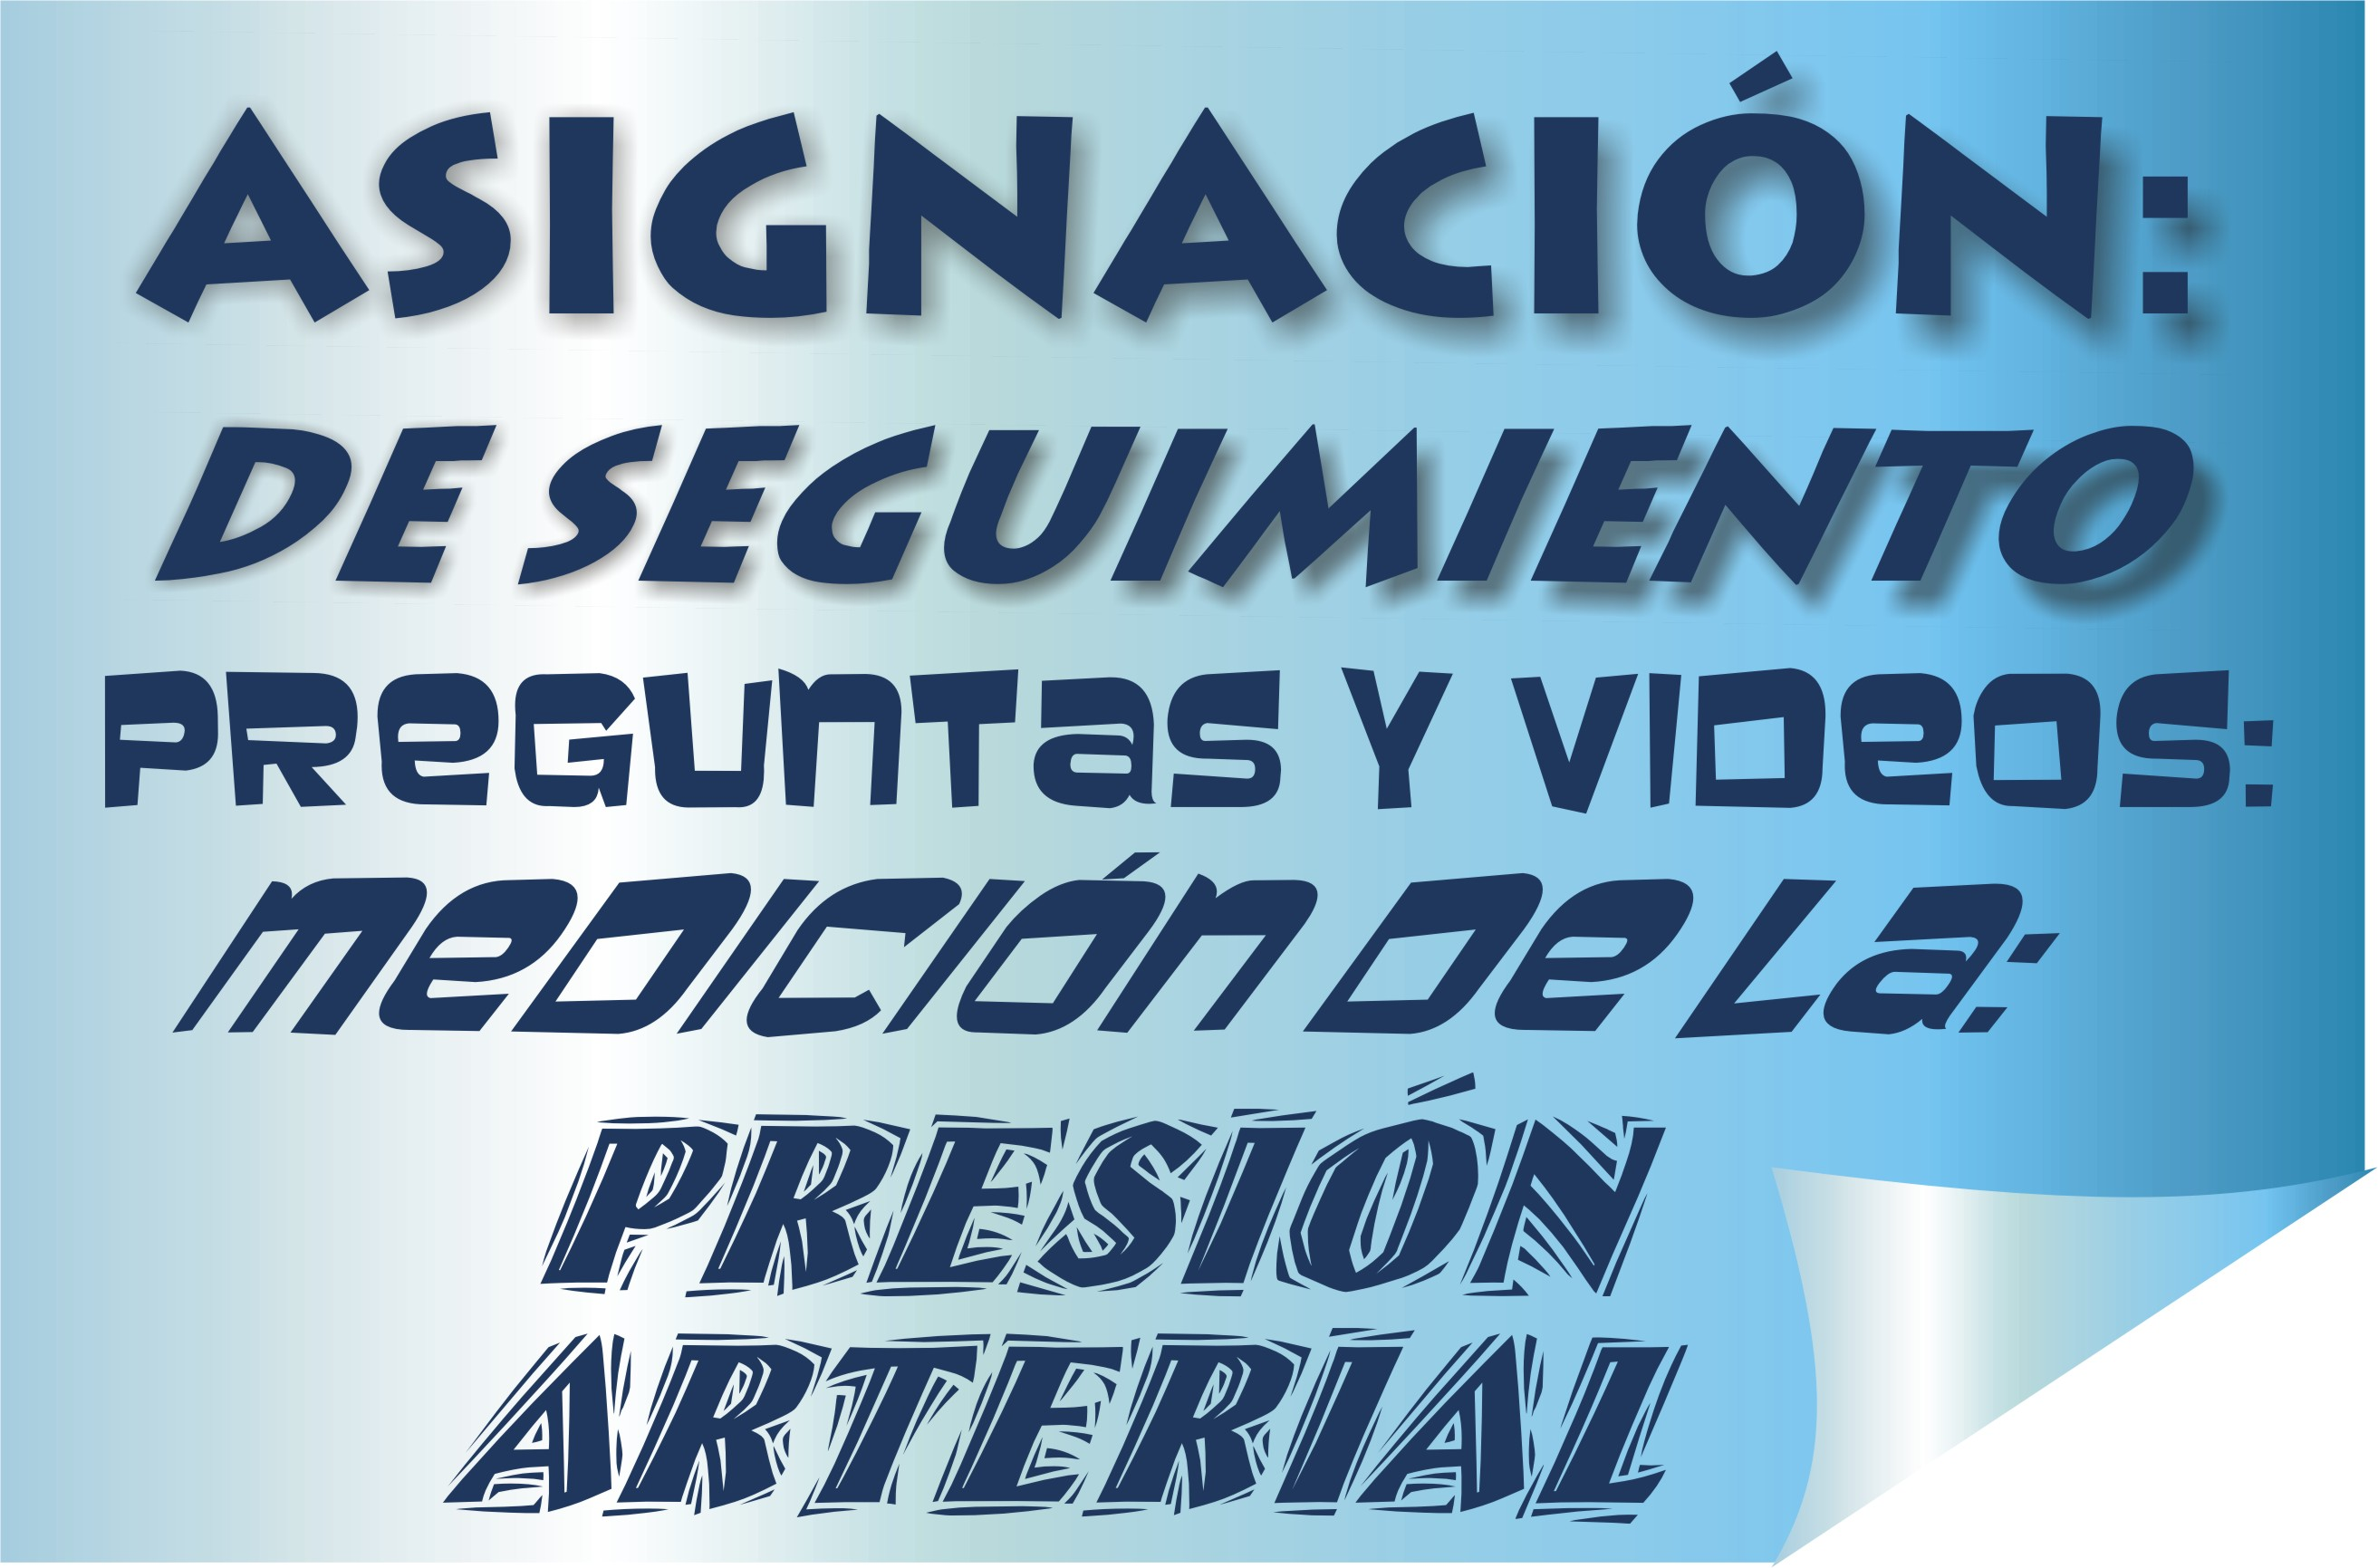 ASIGNACIÓN:
DE SEGUIMIENTO
PReGUnTas Y VIDeOs:
meDICIÓn De La:
PRESIÓN
ARTERIAL